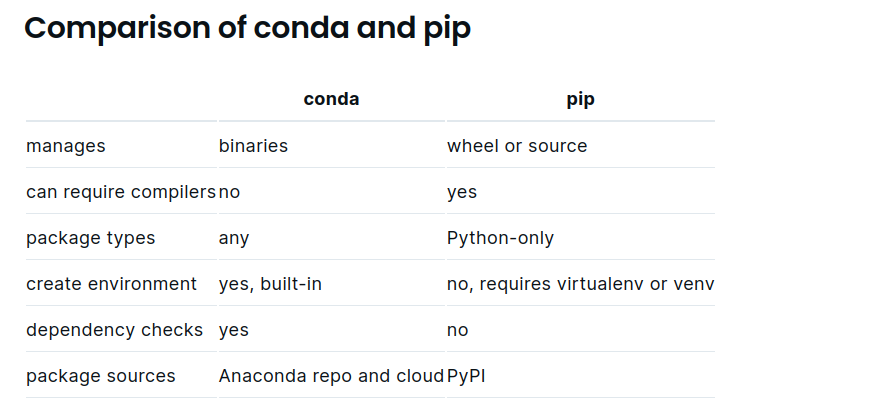 Comparison of conda and pip
conda pip
manages binaries wheel or source
can require compilers no yes
package types any Python-only
create environment yes, built-in no, requires virtualenv or venv
dependency checks yes no
package sources Anaconda repo and cloud PyPI